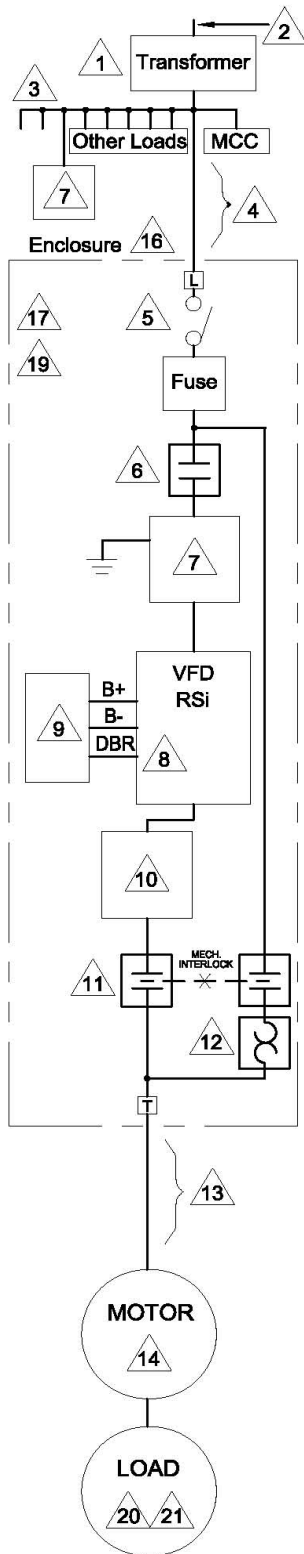 2
1
Transformer
3
Other Loads
MCC
7
4
Enclosure
16
L
17
5
19
Fuse
6
7
VFD
RSi
B+
B-
DBR
9
8
10
MECH.
INTERLOCK
11
12
T
13
MOTOR
14
LOAD
20 21